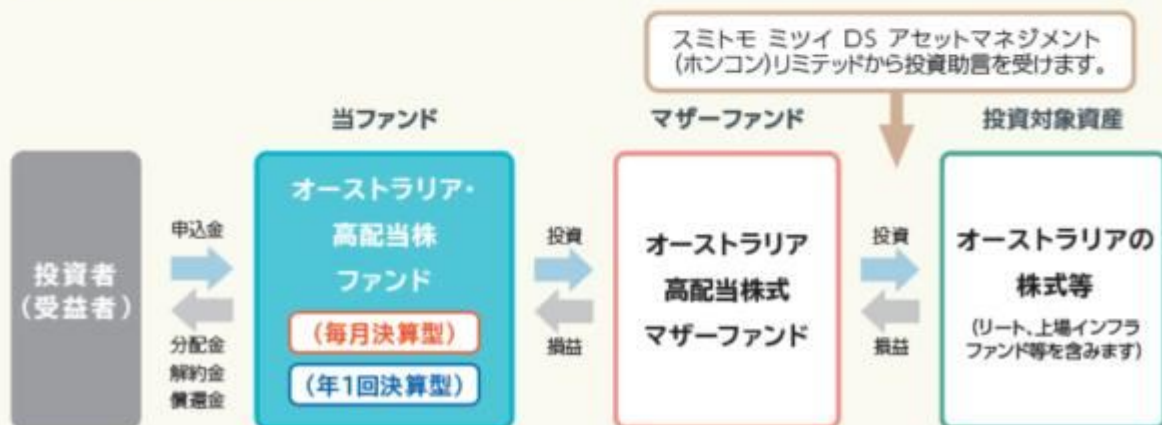 スミトモ ミツイ DS アセットマネジメント
(ホンコン)リミテッドから投資助言を受けます。
当ファンド
マザーファンド
投資対象資産
投資者
(受益者)
申込金
分配金
解約金
償還金
オーストラリア・
高配当株
ファンド
(毎月決算型)
(年1回決算型)
投資
損益
オーストラリア
高配当株式
マザーファンド
投資
損益
オーストラリアの
株式等
(リート、上場インフラ
ファンド等を含みます)